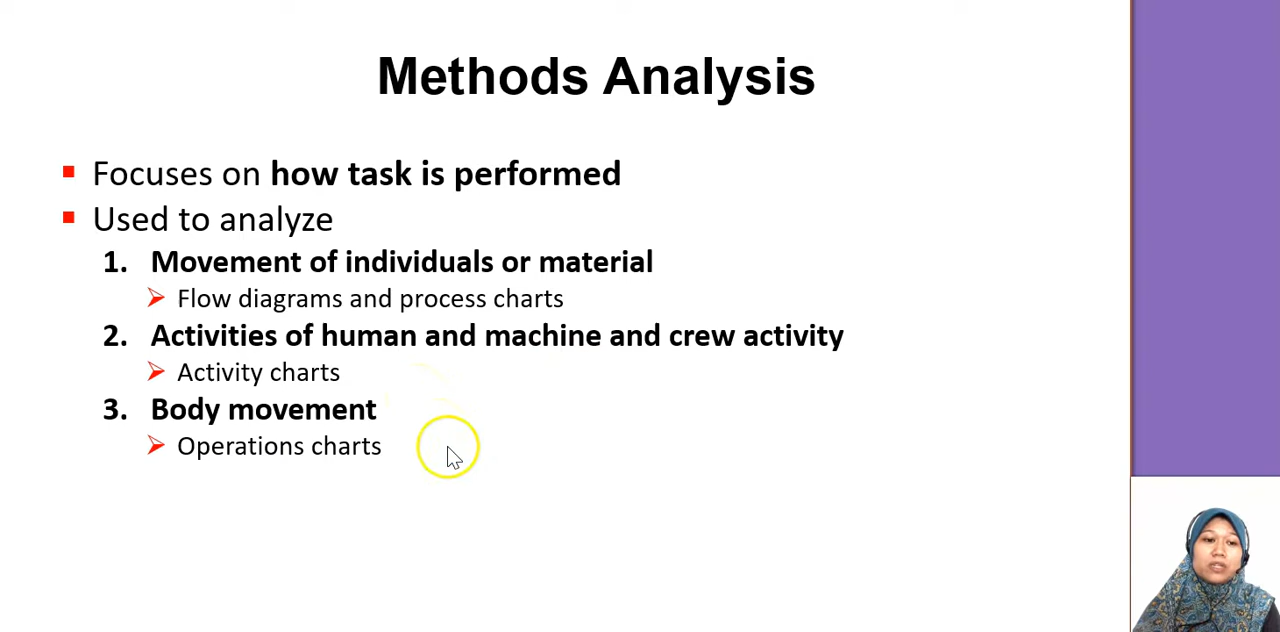 Methods Analysis
Focuses on how task is performed
Used to analyze
1. Movement of individuals or material
Flow diagrams and process charts
2. Activities of human and machine and crew activity
Activity charts
3. Body movement
Operations charts